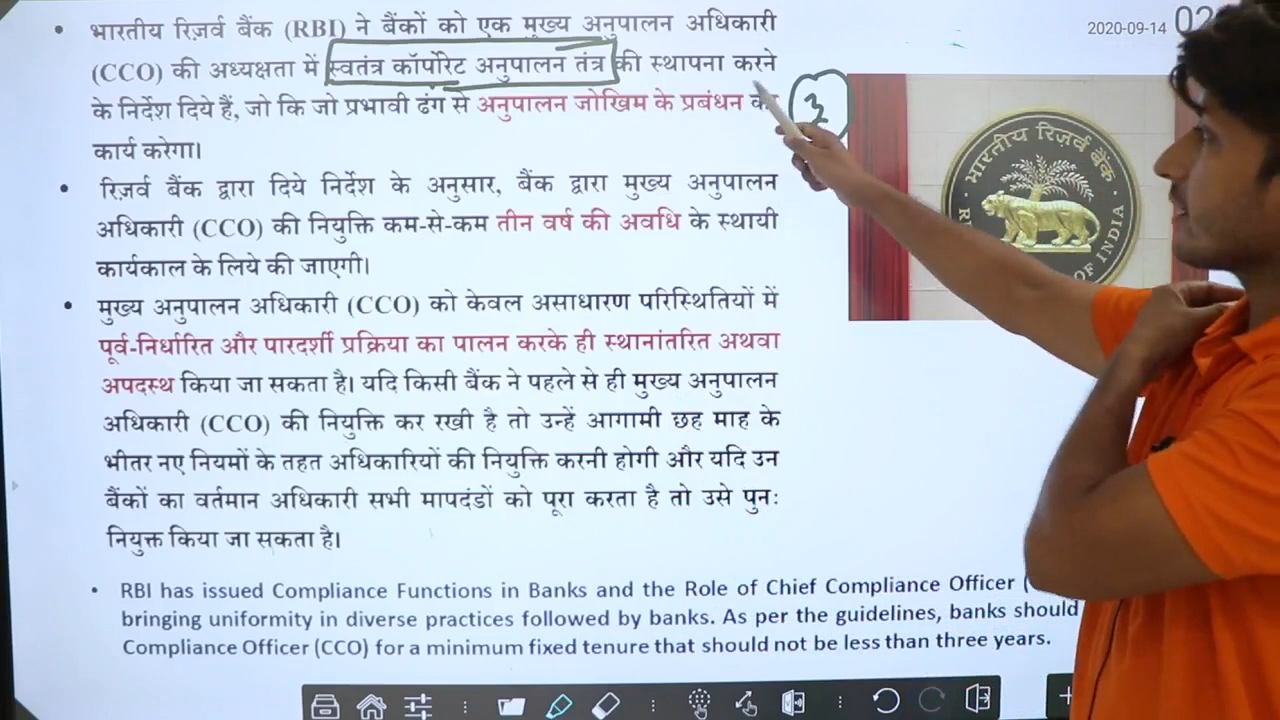 भारतीय रिज़र्व बैंक (RBI) ने बैंकों को एक मुख्य अनुपालन अधिकारी
(CCO) की अध्यक्षता में स्वतंत्र कॉर्पोरेट अनुपालन तंत्र की स्थापना करने
के निर्देश दिये हैं, जो कि जो प्रभावी ढंग से अनुपालन जोखिम के प्रबंधन
कार्य करेगा।
रिज़र्व बैंक द्वारा दिये निर्देश के अनुसार, बैंक द्वारा मुख्य अनुपालन
अधिकारी (CCO) की नियुक्ति कम-से-कम तीन वर्ष की अवधि के स्थायी
कार्यकाल के लिये की जाएगी।
मुख्य अनुपालन अधिकारी (CCO) को केवल असाधारण परिस्थितियों में
पूर्व-निर्धारित और पारदर्शी प्रक्रिया का पालन करके ही स्थानांतरित अथवा
अपदस्थ किया जा सकता है। यदि किसी बैंक ने पहले से ही मुख्य अनुपालन
अधिकारी (CCO) की नियुक्ति कर रखी है तो उन्हें आगामी छह माह के
भीतर नए नियमों के तहत अधिकारियों की नियुक्ति करनी होगी और यदि उन
बैंकों का वर्तमान अधिकारी सभी मापदंडों को पूरा करता है तो उसे पुनः
नियुक्त किया जा सकता है।
RBI has issued Compliance Functions in Banks and the Role of Chief Compliance Officer (
bringing uniformity in diverse practices followed by banks. As per the guidelines, banks should
Compliance Officer (CCO) for a minimum fixed tenure that should not be less than three years.
2020-09-14
3
भारतीय रिज़र्व बैंक
OF INDIA